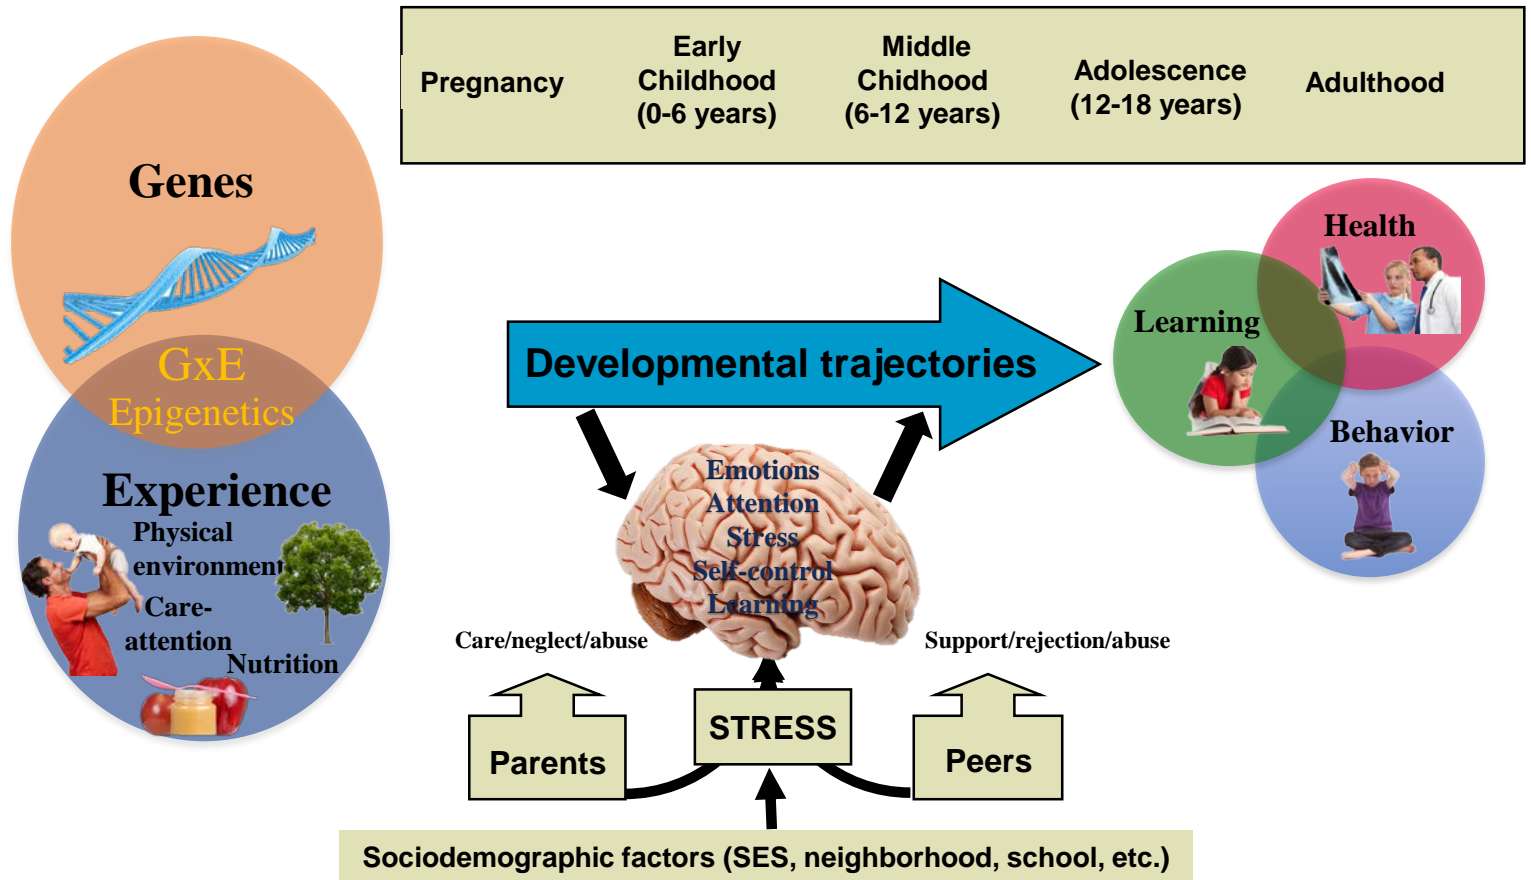 Pregnancy
Early
Childhood
(0-6 years)
Middle
Chidhood
(6-12 years)
Adolescence
(12-18 years)
Adulthood
Genes
GxE
Epigenetics
Experience
Physical
environment
Care-
attention
Nutrition
Developmental trajectories
Health
Learning
Behavior
Emotions
Attention
Stress
Self-control
Learning
Care/neglect/abuse
Support/rejection/abuse
Parents
STRESS
Peers
Sociodemographic factors (SES, neighborhood, school, etc.)